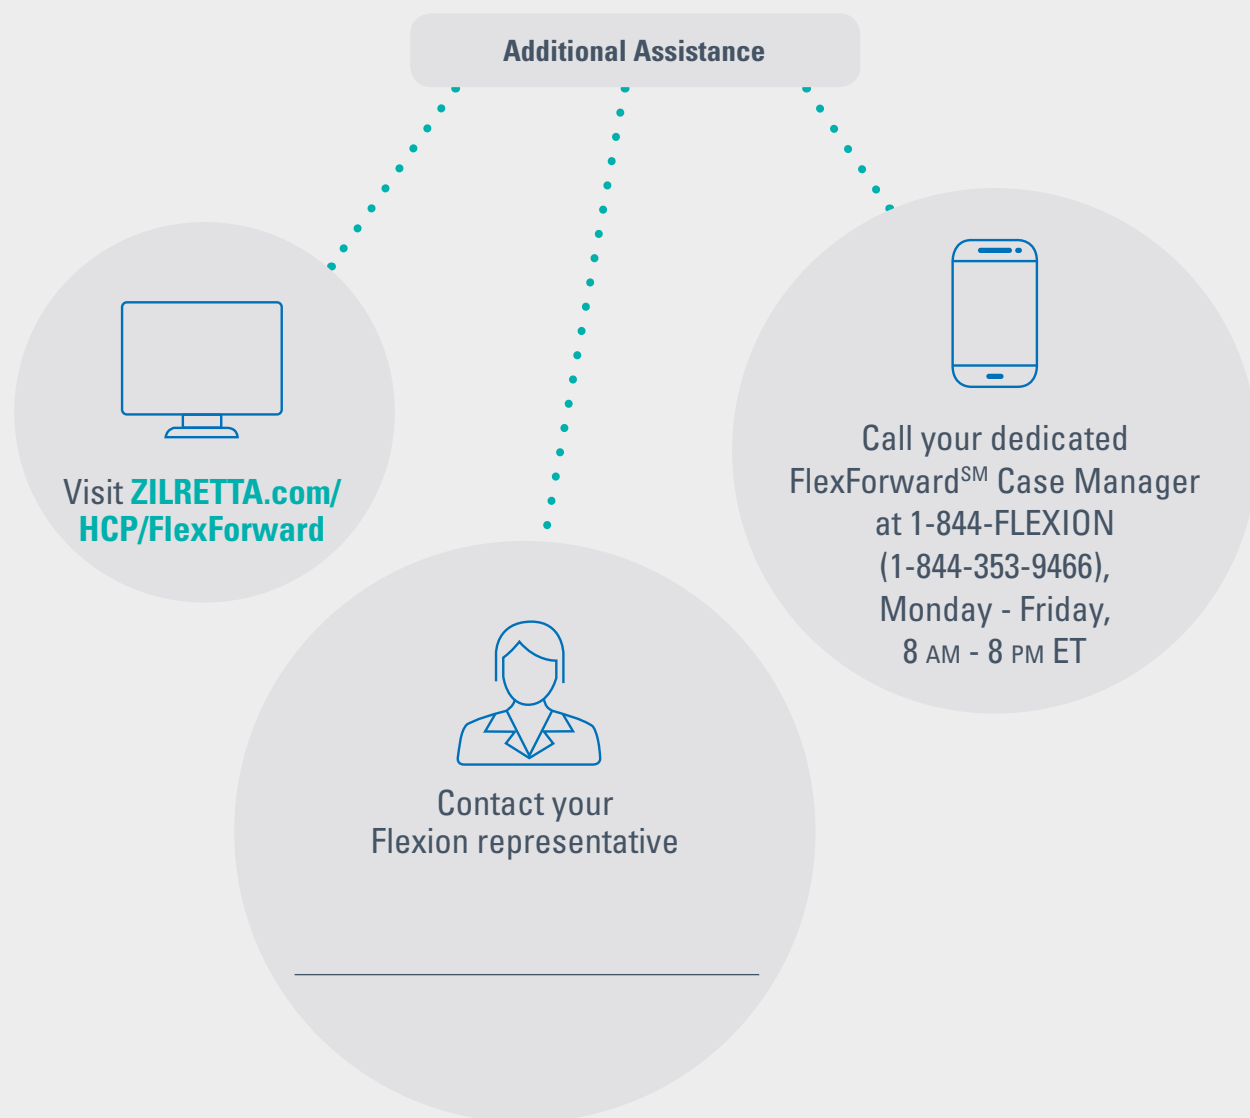 Additional Assistance
Visit ZILRETTA.com/
HCP/FlexForward
Contact your
Flexion representative
Call your dedicated
FlexForwardSM Case Manager
at 1-844-FLEXION
(1-844-353-9466),
Monday - Friday,
8 AM - 8 PM ET